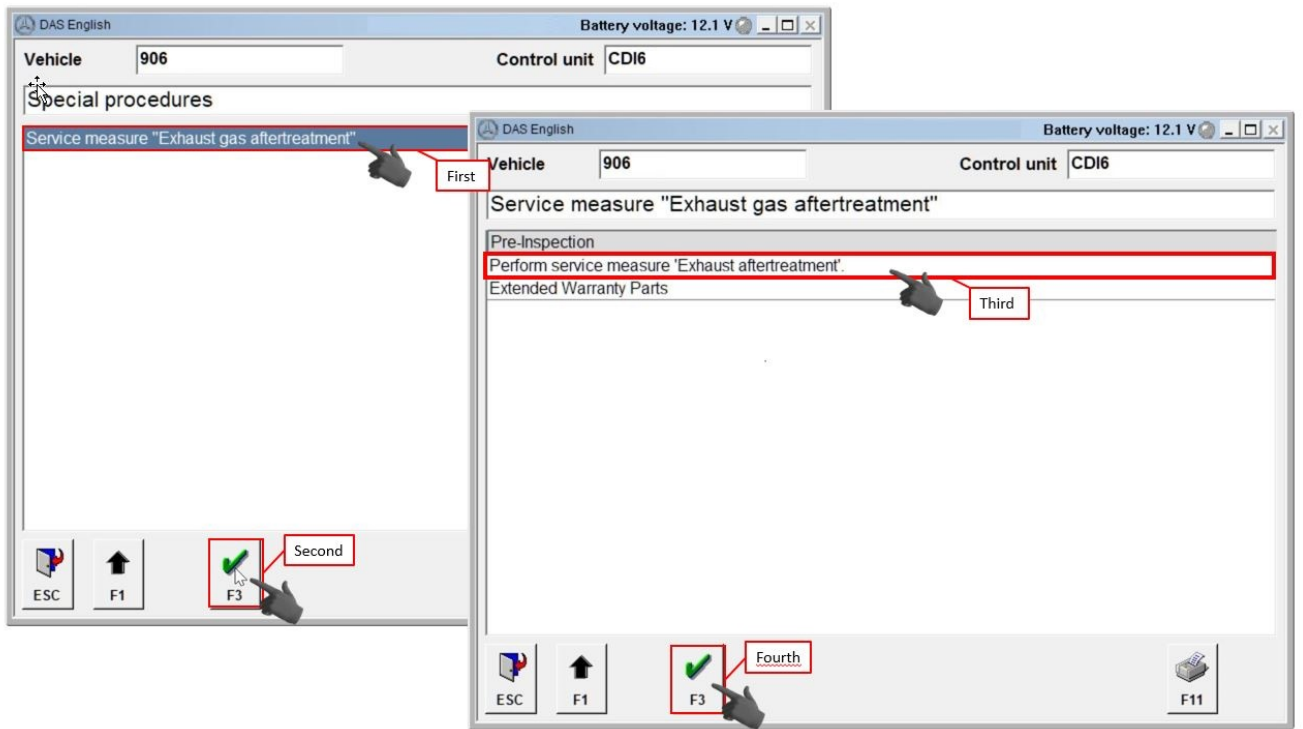 DAS English
Battery voltage: 12.1 V
Vehicle 906 Control unit CDI6
Special procedures
Service measure "Exhaust gas aftertreatment"
First
Second
ESC F1 F3
DAS English
Battery voltage: 12.1 V
Vehicle 906 Control unit CDI6
Service measure "Exhaust gas aftertreatment"
Pre-Inspection
Perform service measure 'Exhaust aftertreatment'.
Extended Warranty Parts
Third
Fourth
ESC F1 F3 F11